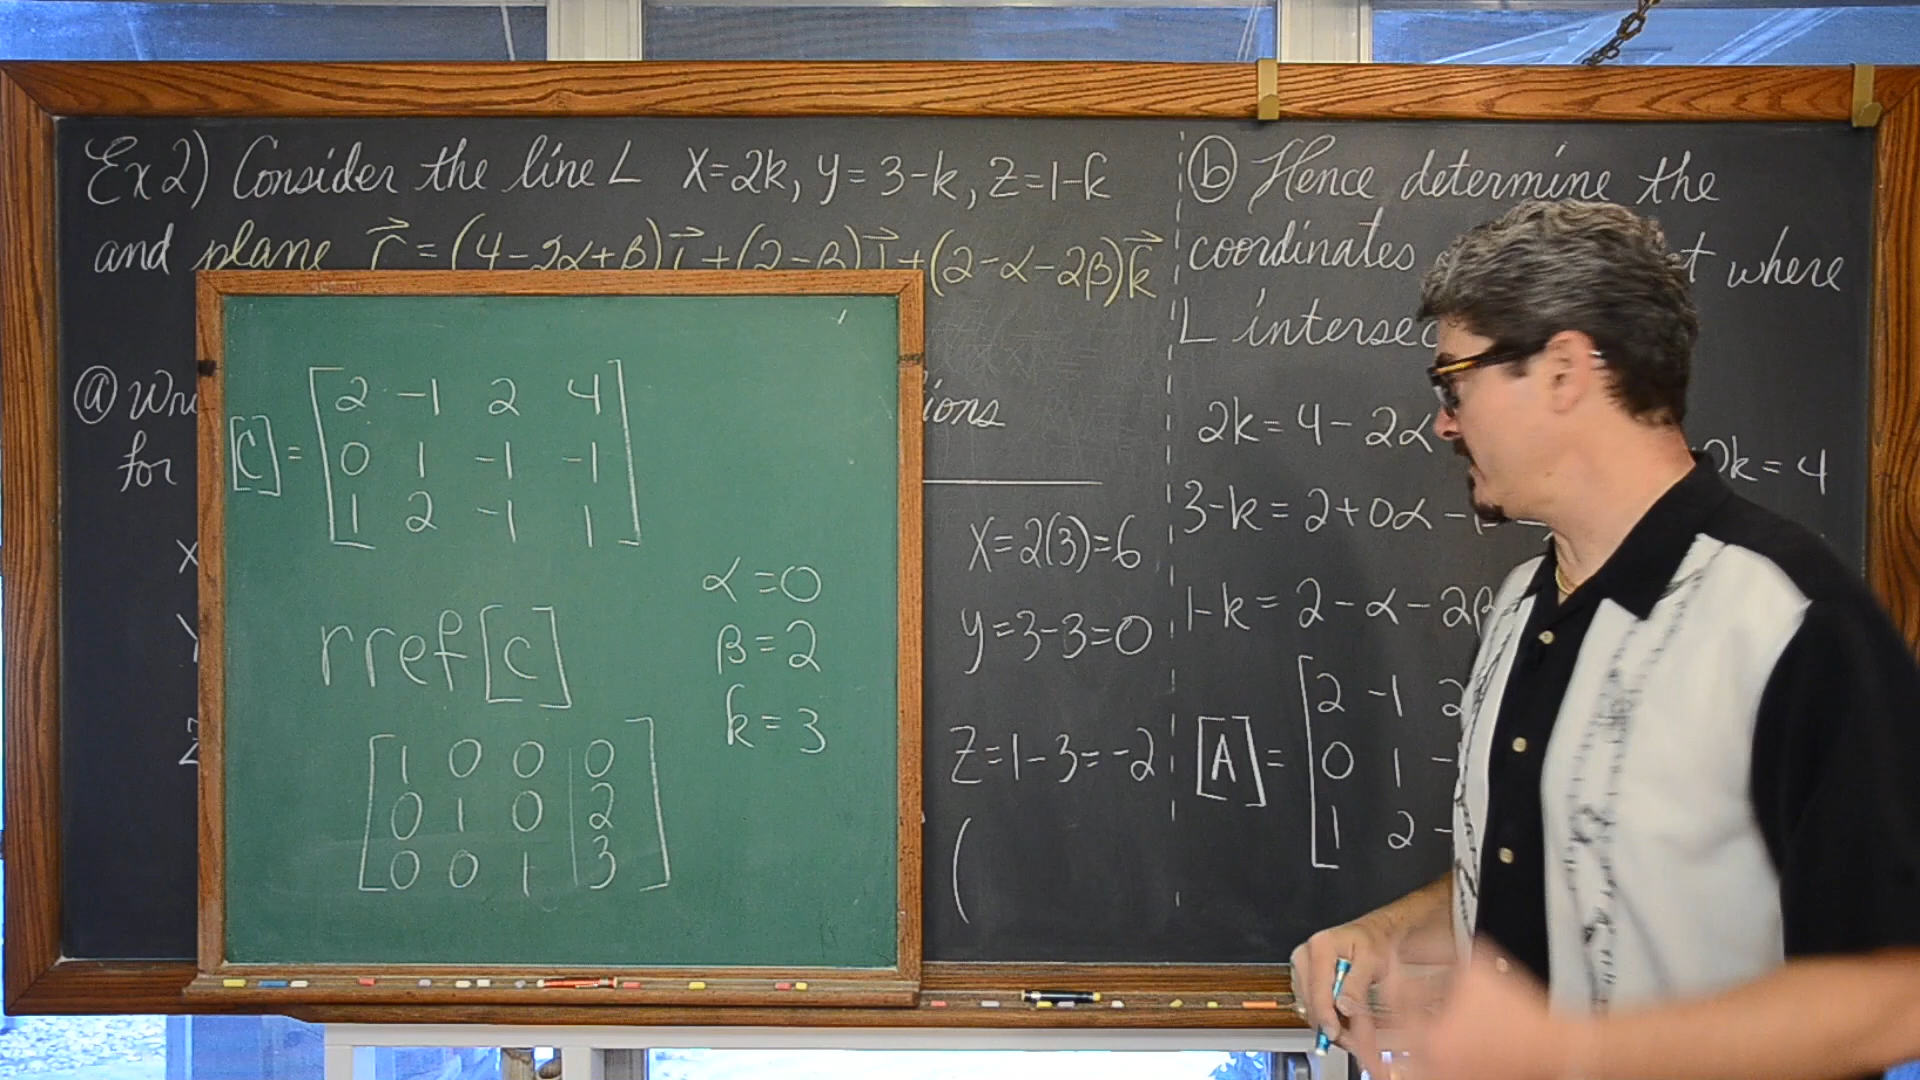 Ex 2) Consider the line L X=2k, y=3-k, Z=1-k
and plane r⃗ = (4-2α+β)i⃗ +(2-β)j⃗ +(2-α-2β)k⃗
[C] = [2 -1 2 4
0 1 -1 -1
1 2 -1 1]
α=0
β=2
k=3
rref[C]
[1 0 0 | 0
0 1 0 | 2
0 0 1 | 3]
ⓐ
for
X
Y
Z
ions
X=2(3)=6
y=3-3=0
Z=1-3=-2
(
ⓑ Hence determine the
coordinates where
L
2k=4-2α k=4
3-k=2+0α-
1-k=2-α-2β
[A] = [2 -1 2
0 1 -
1 2 -